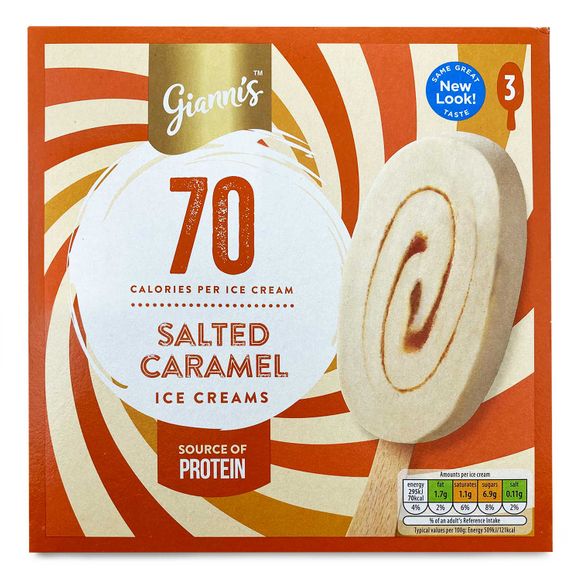 Gianni's™
SAME GREAT
New
Look!
TASTE
3
70
CALORIES PER ICE CREAM
SALTED
CARAMEL
ICE CREAMS
SOURCE OF
PROTEIN
Amounts per ice cream
energy fat saturates sugars salt
295kJ 1.7g 1.1g 6.9g 0.11g
70kcal
4% 2% 6% 8% 2%
% of an adult's Reference Intake
Typical values per 100g: Energy 509kJ/121kcal